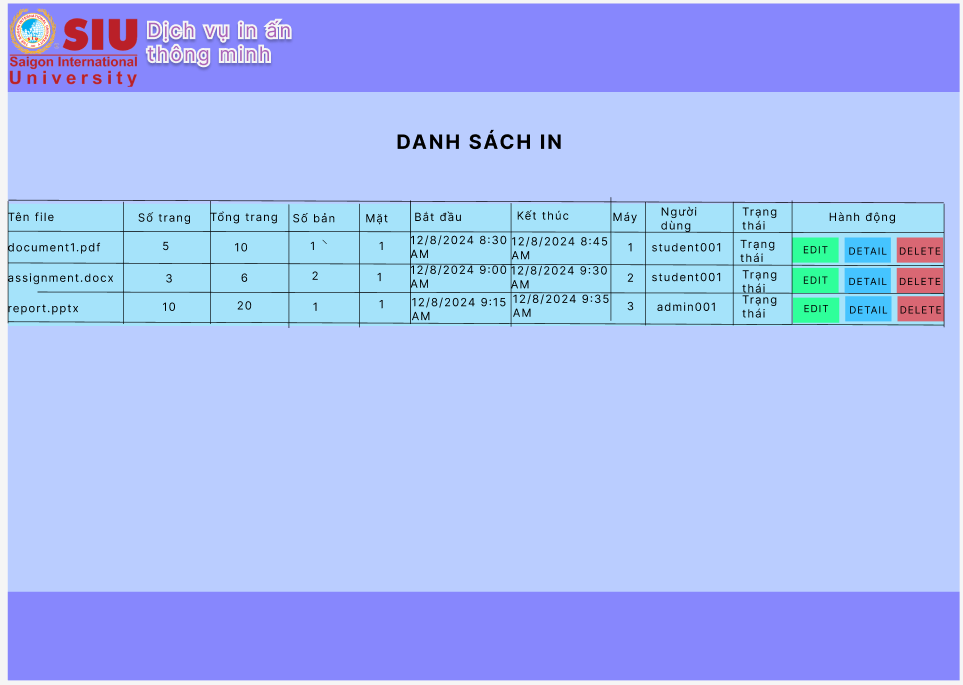 SIU
Saigon International
University
Dịch vụ in ấn
thông minh
DANH SÁCH IN
Tên file Số trang Tổng trang Số bản Mặt Bắt đầu Kết thúc Máy Người dùng Trạng thái Hành động
document1.pdf 5 10 1 1 12/8/2024 8:30 AM 12/8/2024 8:45 AM 1 student001 Trạng thái EDIT DETAIL DELETE
assignment.docx 3 6 2 1 12/8/2024 9:00 AM 12/8/2024 9:30 AM 2 student001 Trạng thái EDIT DETAIL DELETE
report.pptx 10 20 1 1 12/8/2024 9:15 AM 12/8/2024 9:35 AM 3 admin001 Trạng thái EDIT DETAIL DELETE